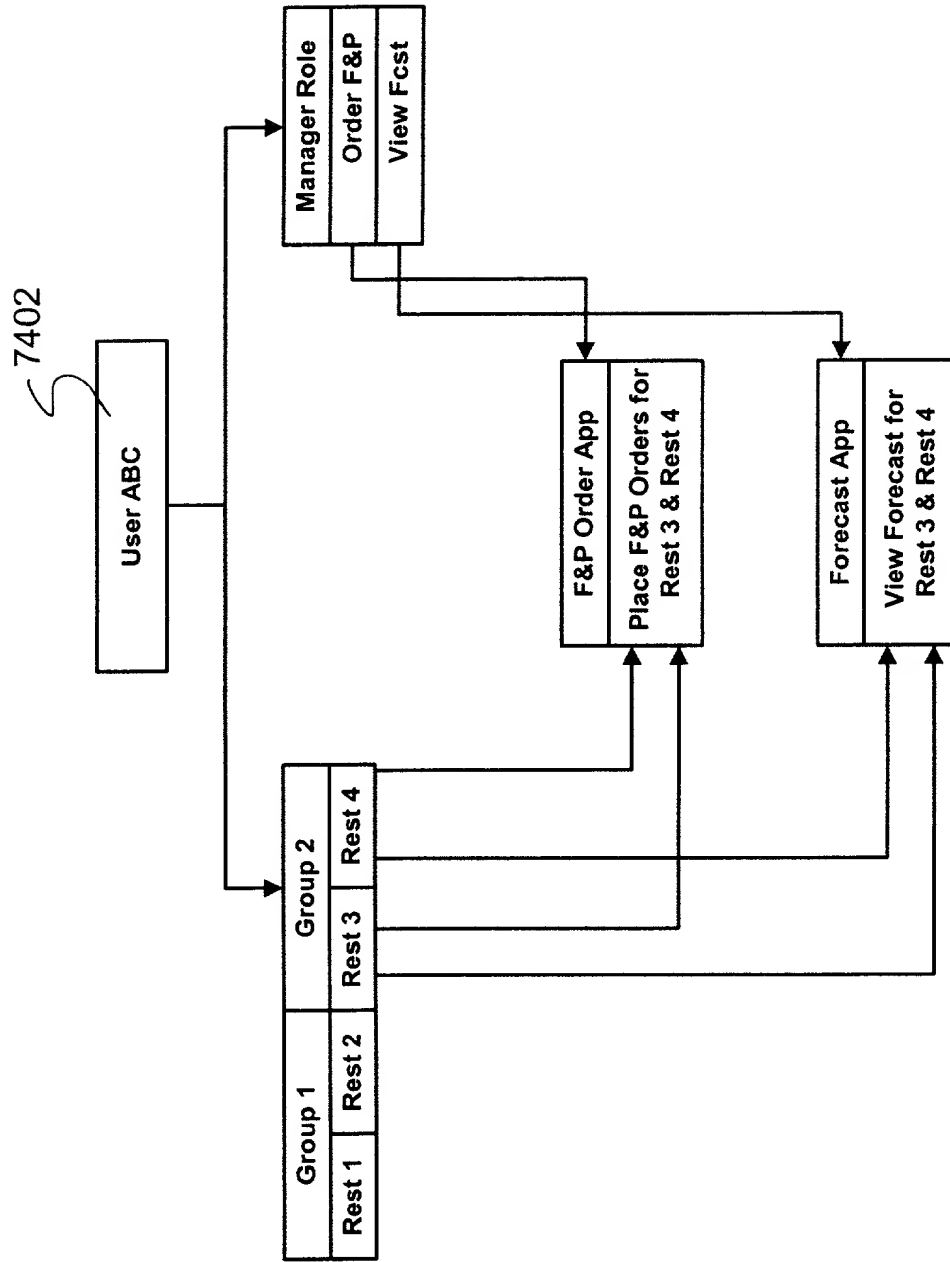 7402
User ABC
Group 1
Group 2
Rest 1
Rest 2
Rest 3
Rest 4
Manager Role
Order F&P
View Fcst
F&P Order App
Place F&P Orders for
Rest 3 & Rest 4
Forecast App
View Forecast for
Rest 3 & Rest 4